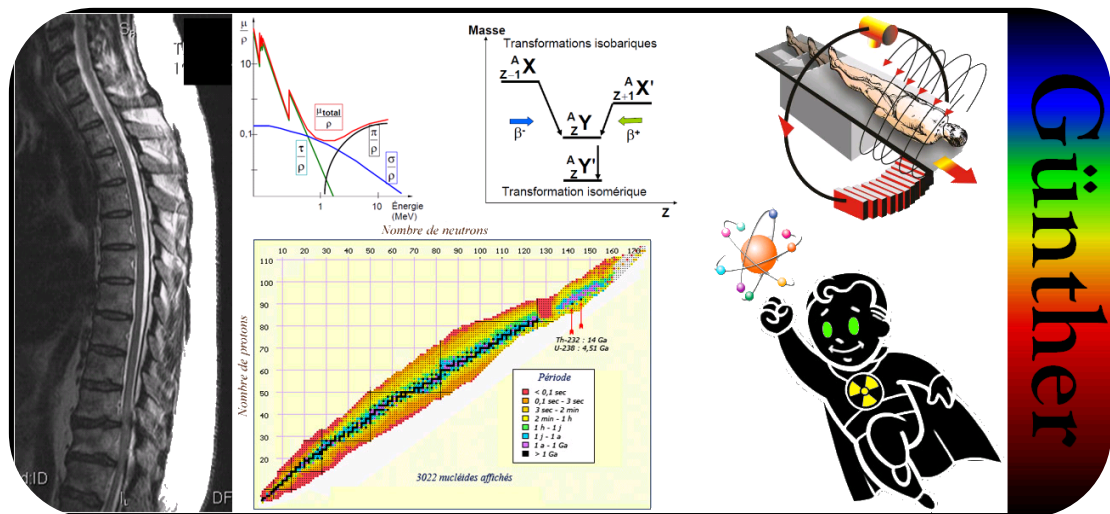 S
T
1
d:ID
DF
μ
ρ
10
0,1
μtotal
ρ
τ
ρ
π
ρ
σ
ρ
1
10
Énergie
(MeV)
Masse
Transformations isobariques
A
Z-1 X
A
Z+1 X'
β-
A
Z Y
β+
A
Z Y'
Transformation isomérique
Z
Nombre de neutrons
10 20 30 40 50 60 70 80 90 100 110 120 130 140 150 160 170
110
100
90
80
70
60
50
40
30
20
Nombre de protons
Th-232 : 14 Ga
U-238 : 4,51 Ga
Période
< 0,1 sec
0,1 sec - 3 sec
3 sec - 2 min
2 min - 1 h
1 h - 1 j
1 j - 1 a
1 a - 1 Ga
> 1 Ga
3022 nucléides affichés
Günther